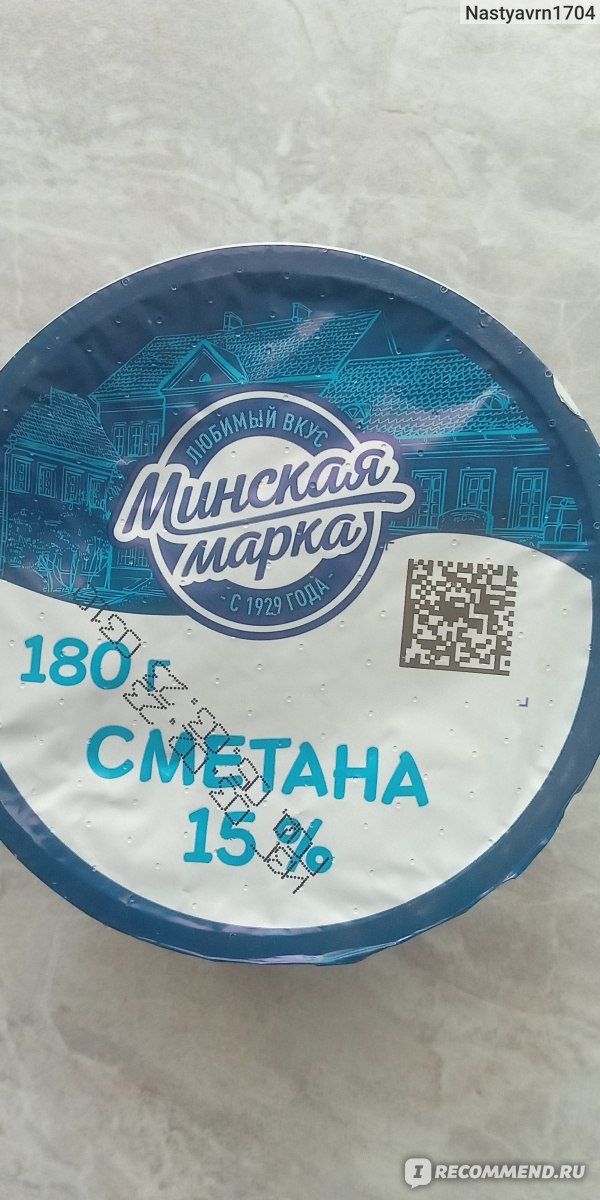 Nastyavrn1704
ЛЮБИМЫЙ ВКУС
Минская
марка
- С 1929 ГОДА -
180 г
СМЕТАНА
15 %
I RECOMMEND.RU